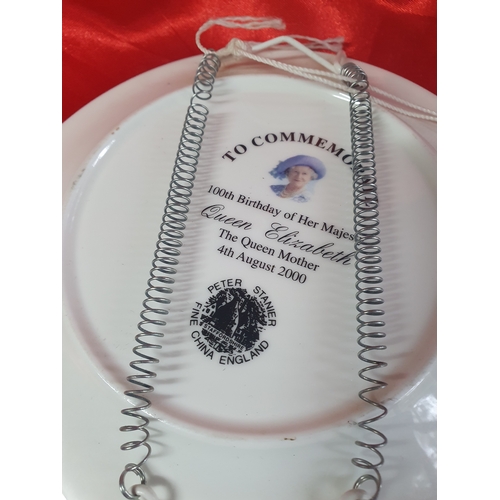 TO COMMEMO
100th Birthday of Her Majes
Queen Elizabeth
The Queen Mother
4th August 2000
PETER STANIER
FINE CHINA ENGLAND